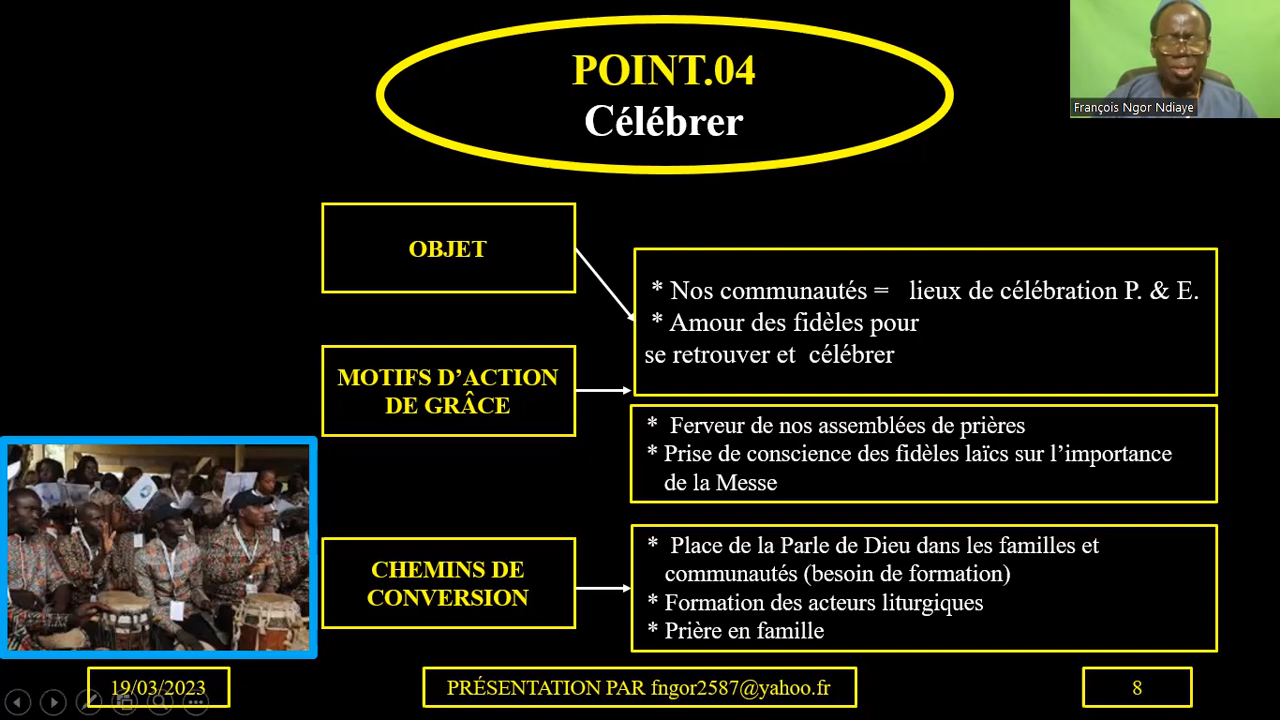 POINT.04
Célébrer
François Ngor Ndiaye
OBJET
* Nos communautés = lieux de célébration P. & E.
* Amour des fidèles pour
se retrouver et célébrer
MOTIFS D’ACTION
DE GRÂCE
* Ferveur de nos assemblées de prières
* Prise de conscience des fidèles laïcs sur l’importance
de la Messe
CHEMINS DE
CONVERSION
* Place de la Parle de Dieu dans les familles et
communautés (besoin de formation)
* Formation des acteurs liturgiques
* Prière en famille
19/03/2023
PRÉSENTATION PAR fngor2587@yahoo.fr
8